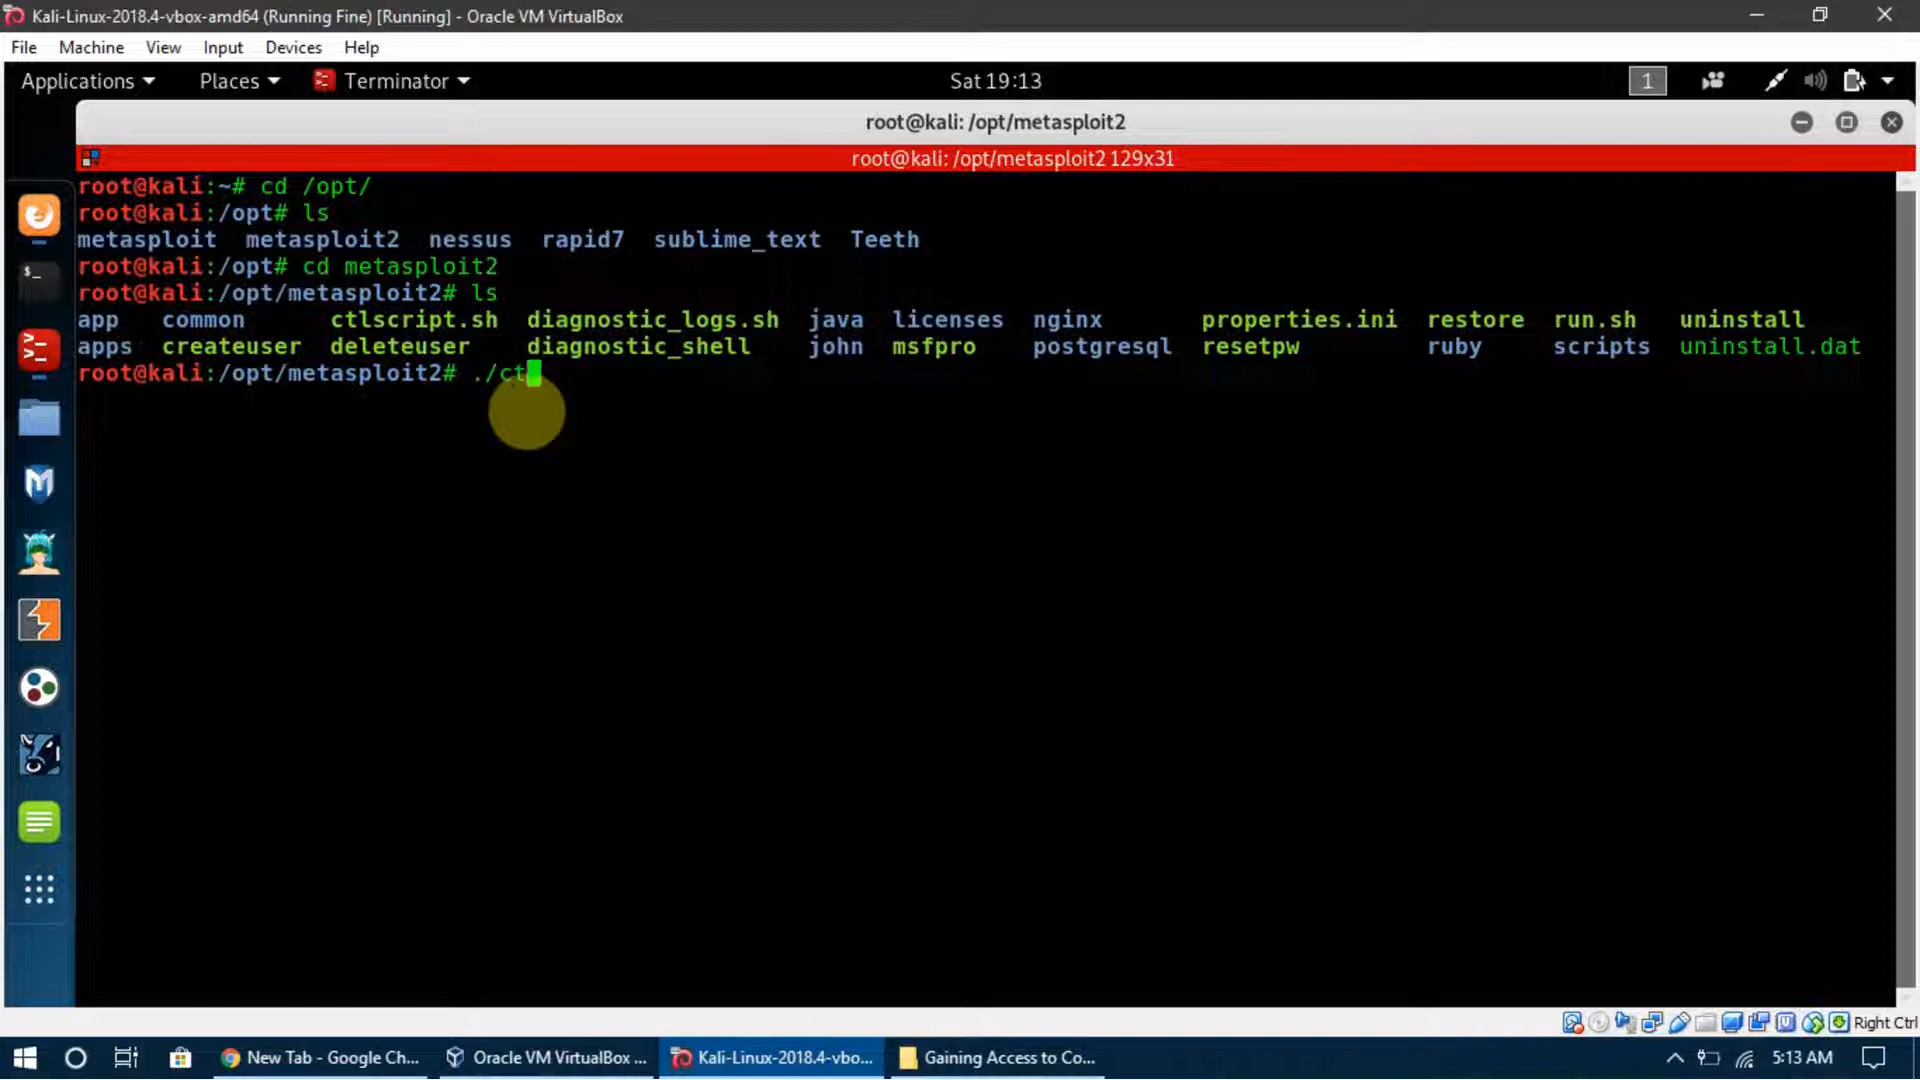 Kali-Linux-2018.4-vbox-amd64 (Running Fine) [Running] - Oracle VM VirtualBox
File Machine View Input Devices Help
Applications Places Terminator Sat 19:13 1
root@kali: /opt/metasploit2
root@kali: /opt/metasploit2 129x31
root@kali:~# cd /opt/
root@kali:/opt# ls
metasploit metasploit2 nessus rapid7 sublime_text Teeth
root@kali:/opt# cd metasploit2
root@kali:/opt/metasploit2# ls
app common ctlscript.sh diagnostic_logs.sh java licenses nginx properties.ini restore run.sh uninstall
apps createuser deleteuser diagnostic_shell john msfpro postgresql resetpw ruby scripts uninstall.dat
root@kali:/opt/metasploit2# ./ct
Right Ctrl
New Tab - Google Ch... Oracle VM VirtualBox ... Kali-Linux-2018.4-vbo... Gaining Access to Co... 5:13 AM